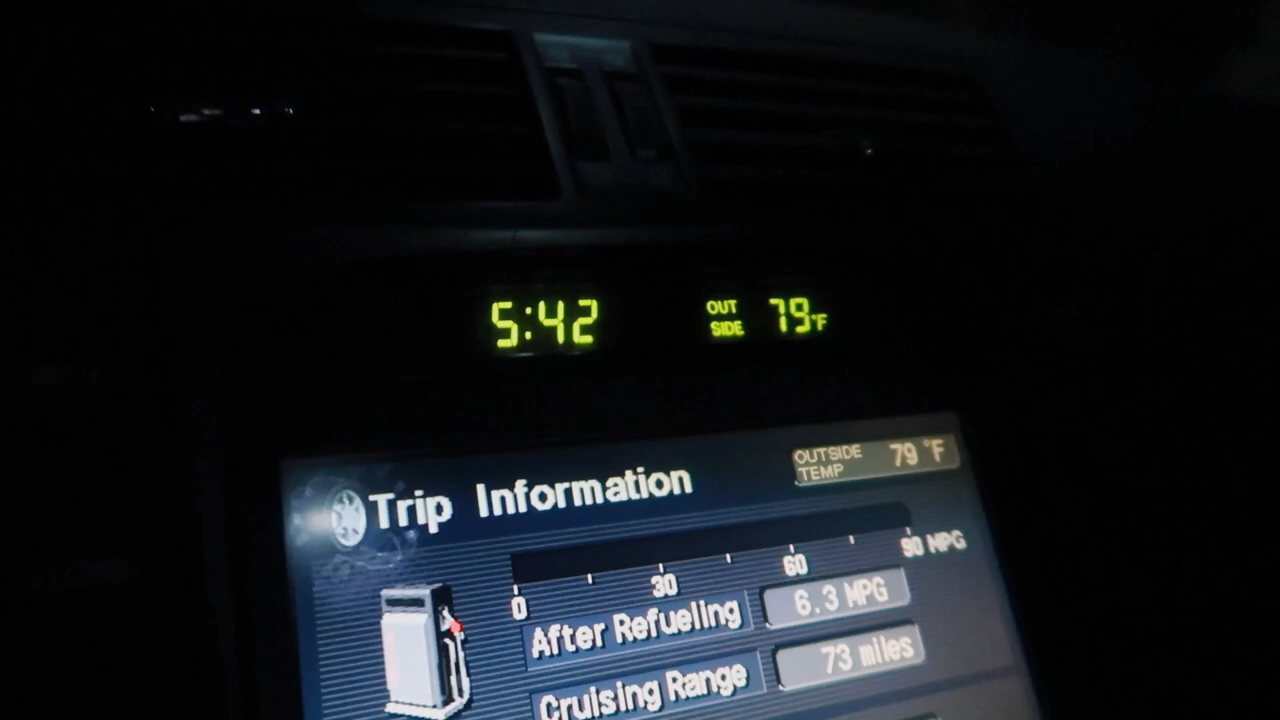 5:42 OUT SIDE 79°F
Trip Information
OUTSIDE TEMP 79 °F
0 30 60 90 MPG
After Refueling 6.3 MPG
Cruising Range 73 miles